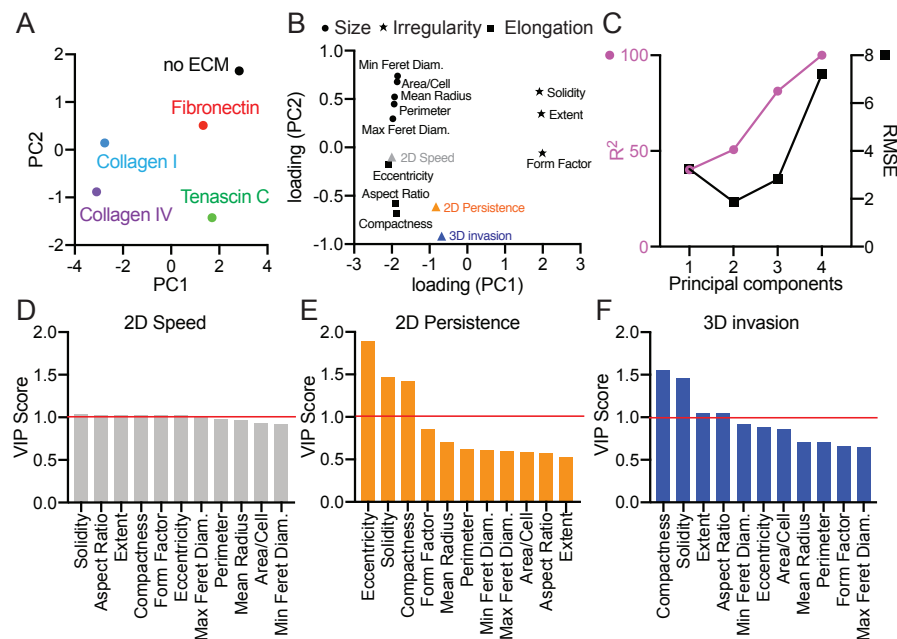 A
PC2
2
1
0
-1
-2
-4
-2
0
2
4
PC1
no ECM
Fibronectin
Collagen I
Collagen IV
Tenascin C
B
Size
Irregularity
Elongation
loading (PC2)
1.0
0.5
0.0
-0.5
-1.0
-3
-2
-1
0
1
2
3
loading (PC1)
Min Feret Diam.
Area/Cell
Mean Radius
Perimeter
Max Feret Diam.
2D Speed
Eccentricity
Aspect Ratio
Compactness
2D Persistence
3D invasion
Solidity
Extent
Form Factor
C
R²
100
50
0
1
2
3
4
Principal components
8
6
4
2
0
RMSE
D
2D Speed
VIP Score
2.0
1.5
1.0
0.5
0.0
Solidity
Aspect Ratio
Extent
Compactness
Form Factor
Eccentricity
Max Feret Diam.
Perimeter
Mean Radius
Area/Cell
Min Feret Diam.
E
2D Persistence
VIP Score
2.0
1.5
1.0
0.5
0.0
Eccentricity
Solidity
Compactness
Form Factor
Mean Radius
Perimeter
Min Feret Diam.
Max Feret Diam.
Area/Cell
Aspect Ratio
Extent
F
3D invasion
VIP Score
2.0
1.5
1.0
0.5
0.0
Compactness
Solidity
Extent
Aspect Ratio
Min Feret Diam.
Eccentricity
Area/Cell
Mean Radius
Perimeter
Form Factor
Max Feret Diam.